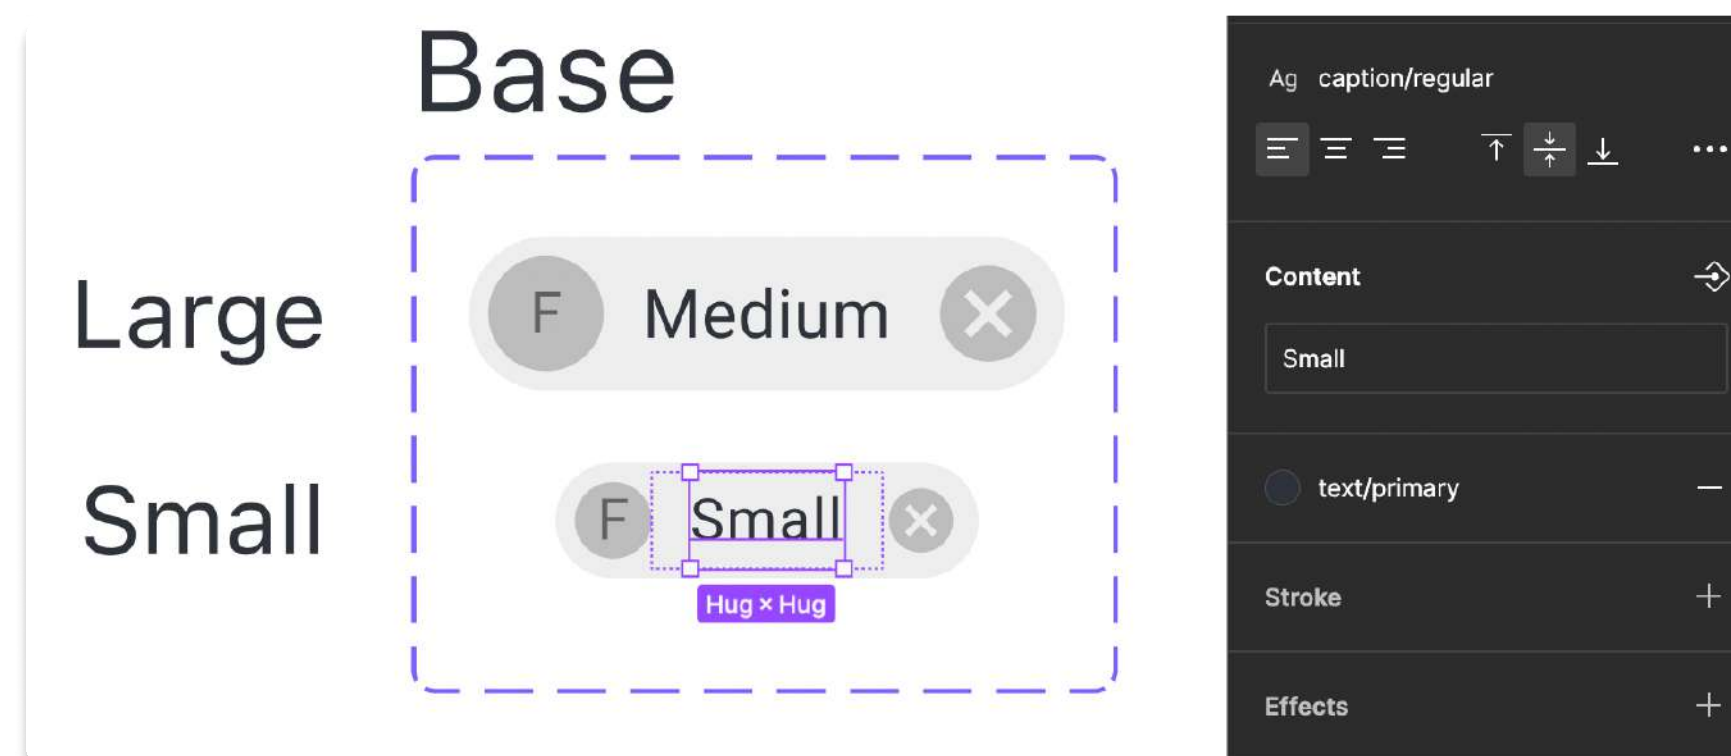 Base
Large
F Medium
Small
F Small
Hug × Hug
Ag caption/regular
Content
Small
text/primary
Stroke
Effects